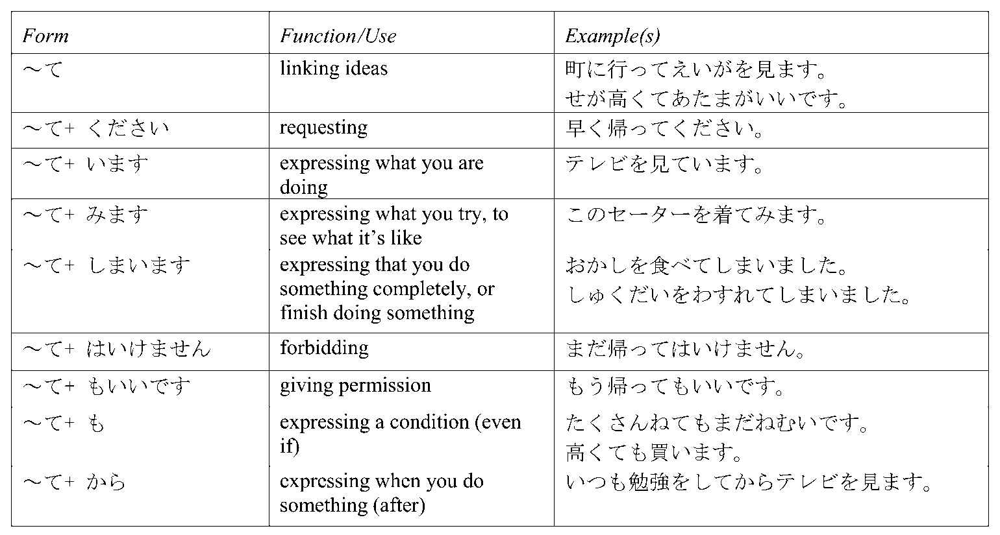 Form Function/Use Example(s)
～て linking ideas 町に行ってえいがを見ます。
せが高くてあたまがいいです。
～て+ ください requesting 早く帰ってください。
～て+ います expressing what you are テレビを見ています。
doing
～て+ みます expressing what you try, to このセーターを着てみます。
see what it’s like
～て+ しまいます expressing that you do おかしを食べてしまいました。
something completely, or しゅくだいをわすれてしまいました。
finish doing something
～て+ はいけません forbidding まだ帰ってはいけません。
～て+ もいいです giving permission もう帰ってもいいです。
～て+ も expressing a condition (even たくさんねてもまだねむいです。
if) 高くても買います。
～て+ から expressing when you do いつも勉強をしてからテレビを見ます。
something (after)